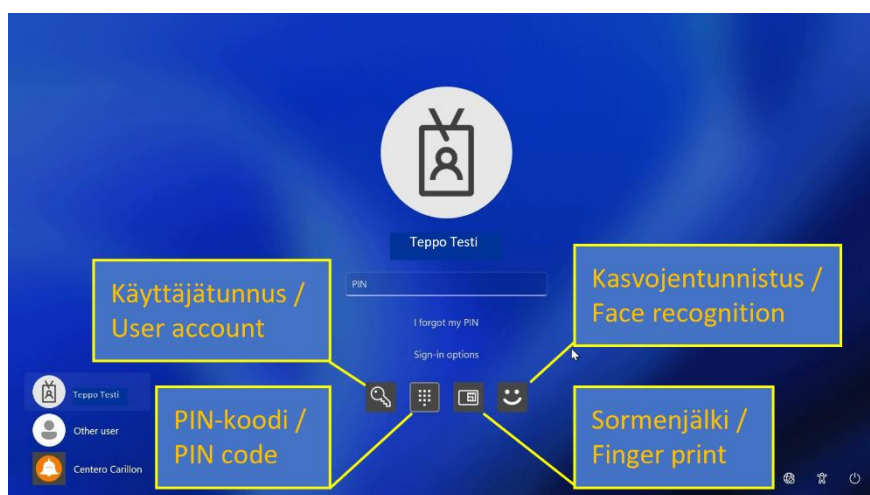 Teppo Testi
PIN
I forgot my PIN
Sign-in options
Käyttäjätunnus /
User account
Kasvojentunnistus /
Face recognition
PIN-koodi /
PIN code
Sormenjälki /
Finger print
Teppo Testi
Other user
Centero Carillon